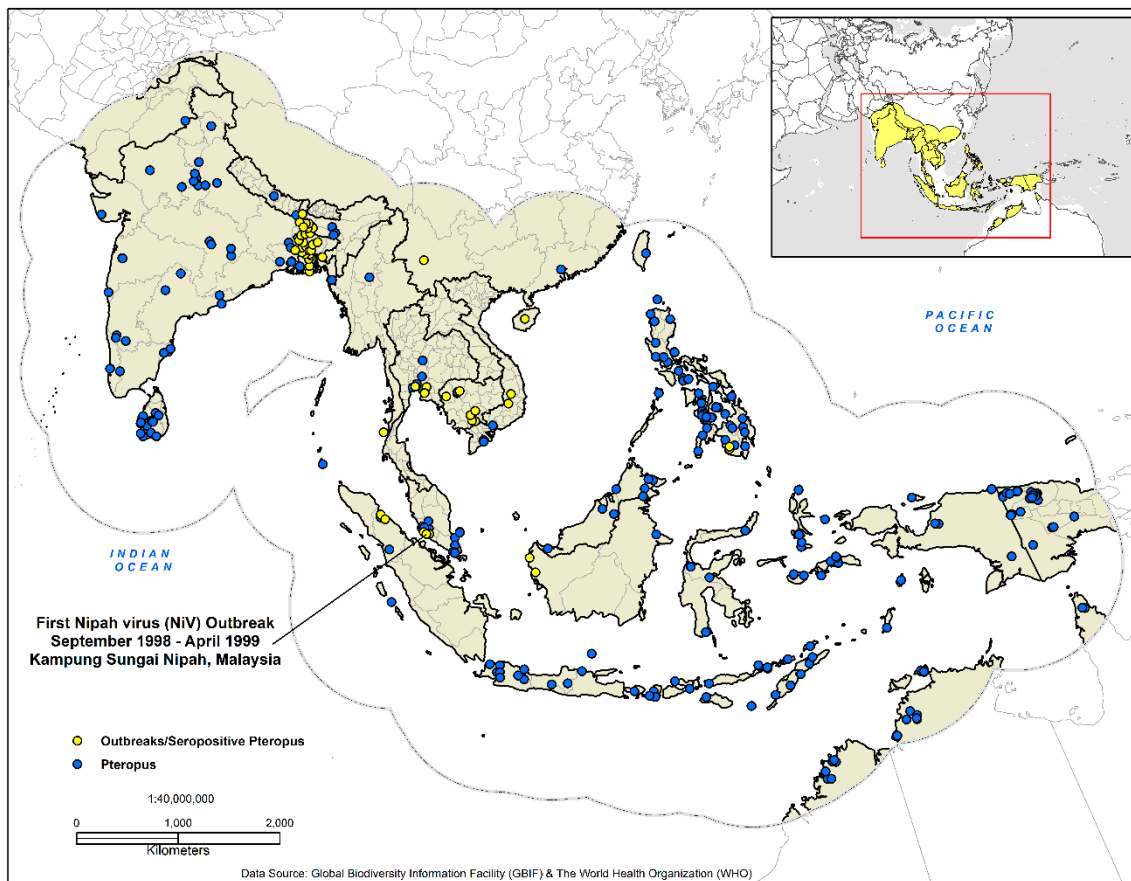 PACIFIC
OCEAN
INDIAN
OCEAN
First Nipah virus (NiV) Outbreak
September 1998 - April 1999
Kampung Sungai Nipah, Malaysia
Outbreaks/Seropositive Pteropus
Pteropus
1:40,000,000
0 1,000 2,000
Kilometers
Data Source: Global Biodiversity Information Facility (GBIF) & The World Health Organization (WHO)